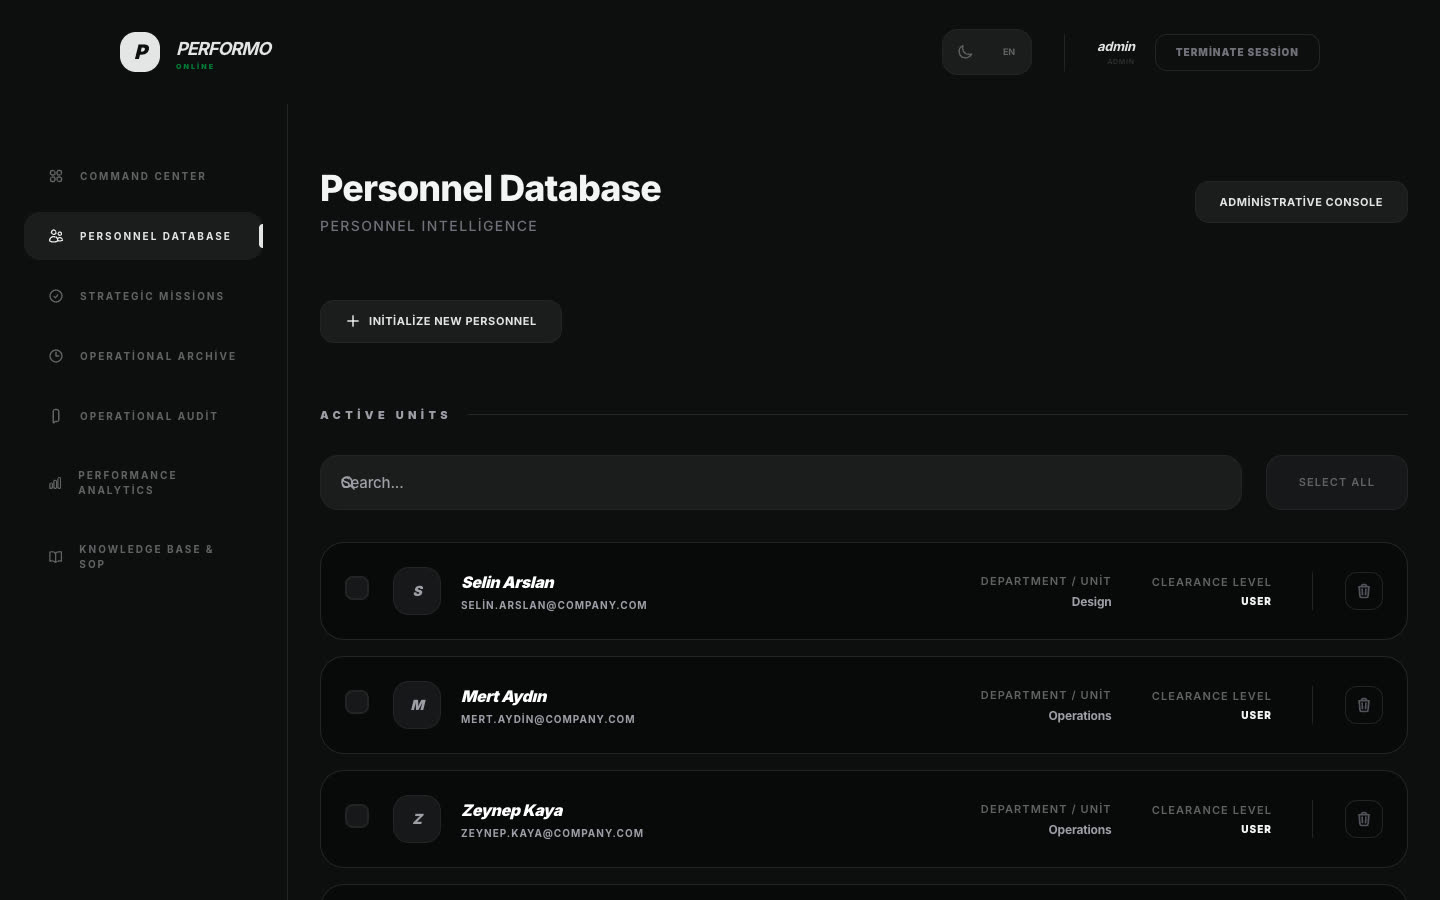 P
PERFORMO
ONLİNE
EN
admin
ADMIN
TERMİNATE SESSİON
COMMAND CENTER
PERSONNEL DATABASE
STRATEGİC MİSSİONS
OPERATİONAL ARCHİVE
OPERATİONAL AUDİT
PERFORMANCE
ANALYTİCS
KNOWLEDGE BASE &
SOP
Personnel Database
PERSONNEL INTELLİGENCE
ADMİNİSTRATİVE CONSOLE
INİTİALİZE NEW PERSONNEL
ACTİVE UNİTS
Search...
SELECT ALL
S
Selin Arslan
SELİN.ARSLAN@COMPANY.COM
DEPARTMENT / UNİT
Design
CLEARANCE LEVEL
USER
M
Mert Aydın
MERT.AYDİN@COMPANY.COM
DEPARTMENT / UNİT
Operations
CLEARANCE LEVEL
USER
Z
Zeynep Kaya
ZEYNEP.KAYA@COMPANY.COM
DEPARTMENT / UNİT
Operations
CLEARANCE LEVEL
USER